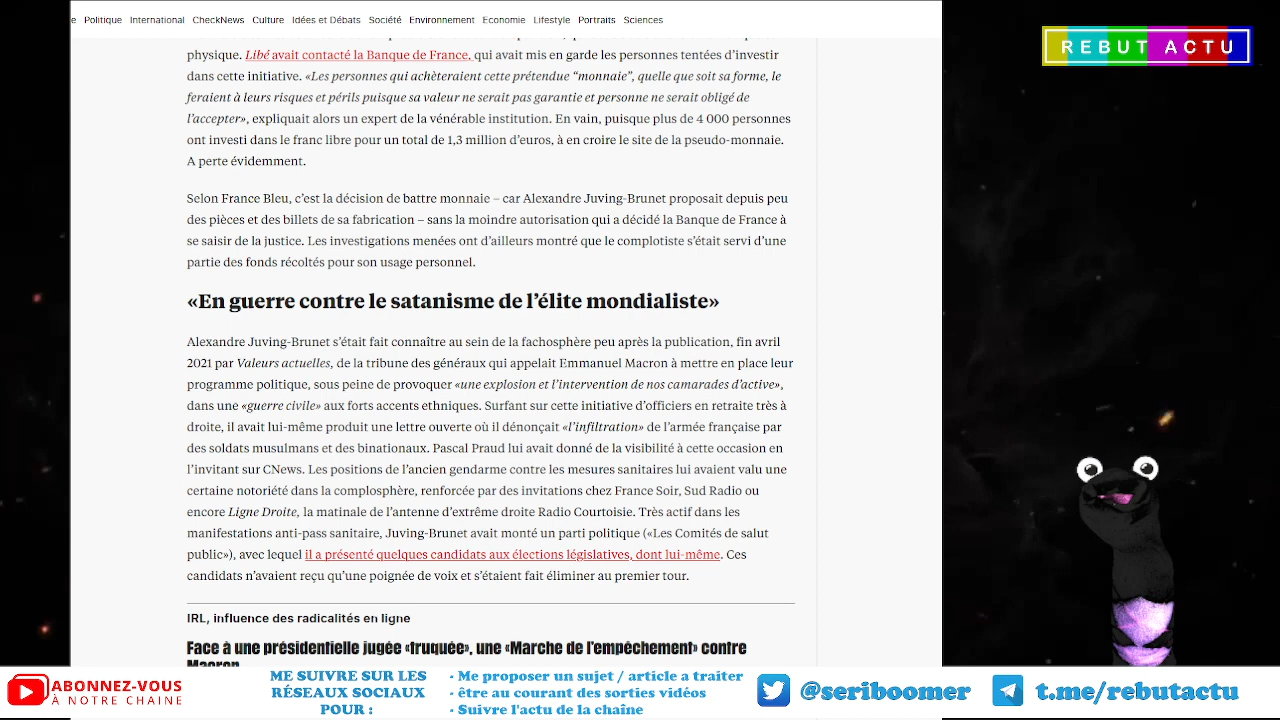 e Politique International CheckNews Culture Idées et Débats Société Environnement Economie Lifestyle Portraits Sciences
REBUT ACTU
physique. Libé avait contacté la Banque de France, qui avait mis en garde les personnes tentées d’investir
dans cette initiative. «Les personnes qui achèteraient cette prétendue “monnaie”, quelle que soit sa forme, le
feraient à leurs risques et périls puisque sa valeur ne serait pas garantie et personne ne serait obligé de
l’accepter», expliquait alors un expert de la vénérable institution. En vain, puisque plus de 4 000 personnes
ont investi dans le franc libre pour un total de 1,3 million d’euros, à en croire le site de la pseudo-monnaie.
A perte évidemment.
Selon France Bleu, c’est la décision de battre monnaie – car Alexandre Juving-Brunet proposait depuis peu
des pièces et des billets de sa fabrication – sans la moindre autorisation qui a décidé la Banque de France à
se saisir de la justice. Les investigations menées ont d’ailleurs montré que le complotiste s’était servi d’une
partie des fonds récoltés pour son usage personnel.
«En guerre contre le satanisme de l’élite mondialiste»
Alexandre Juving-Brunet s’était fait connaître au sein de la fachosphère peu après la publication, fin avril
2021 par Valeurs actuelles, de la tribune des généraux qui appelait Emmanuel Macron à mettre en place leur
programme politique, sous peine de provoquer «une explosion et l’intervention de nos camarades d’active»,
dans une «guerre civile» aux forts accents ethniques. Surfant sur cette initiative d’officiers en retraite très à
droite, il avait lui-même produit une lettre ouverte où il dénonçait «l’infiltration» de l’armée française par
des soldats musulmans et des binationaux. Pascal Praud lui avait donné de la visibilité à cette occasion en
l’invitant sur CNews. Les positions de l’ancien gendarme contre les mesures sanitaires lui avaient valu une
certaine notoriété dans la complosphère, renforcée par des invitations chez France Soir, Sud Radio ou
encore Ligne Droite, la matinale de l’antenne d’extrême droite Radio Courtoisie. Très actif dans les
manifestations anti-pass sanitaire, Juving-Brunet avait monté un parti politique («Les Comités de salut
public»), avec lequel il a présenté quelques candidats aux élections législatives, dont lui-même. Ces
candidats n’avaient reçu qu’une poignée de voix et s’étaient fait éliminer au premier tour.
IRL, influence des radicalités en ligne
Face à une présidentielle jugée «truquée», une «Marche de l’empêchement» contre
Macron
ABONNEZ-VOUS
À NOTRE CHAINE
ME SUIVRE SUR LES
RÉSEAUX SOCIAUX
POUR :
- Me proposer un sujet / article a traiter
- être au courant des sorties vidéos
- Suivre l'actu de la chaîne
@seriboomer
t.me/rebutactu